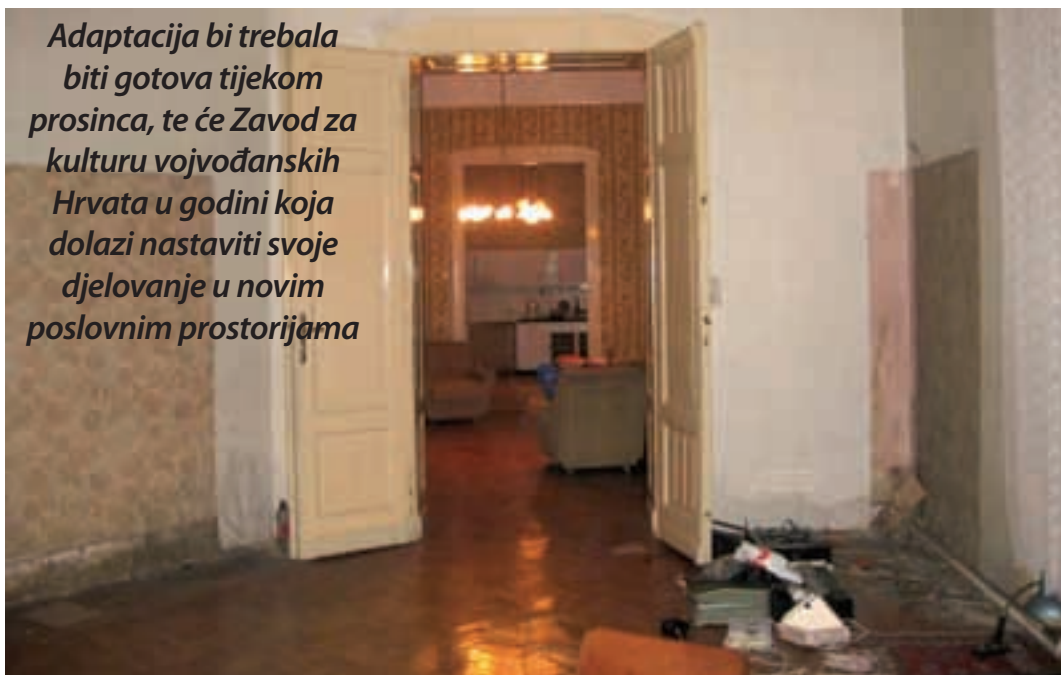 Adaptacija bi trebala
biti gotova tijekom
prosinca, te će Zavod za
kulturu vojvođanskih
Hrvata u godini koja
dolazi nastaviti svoje
djelovanje u novim
poslovnim prostorijama